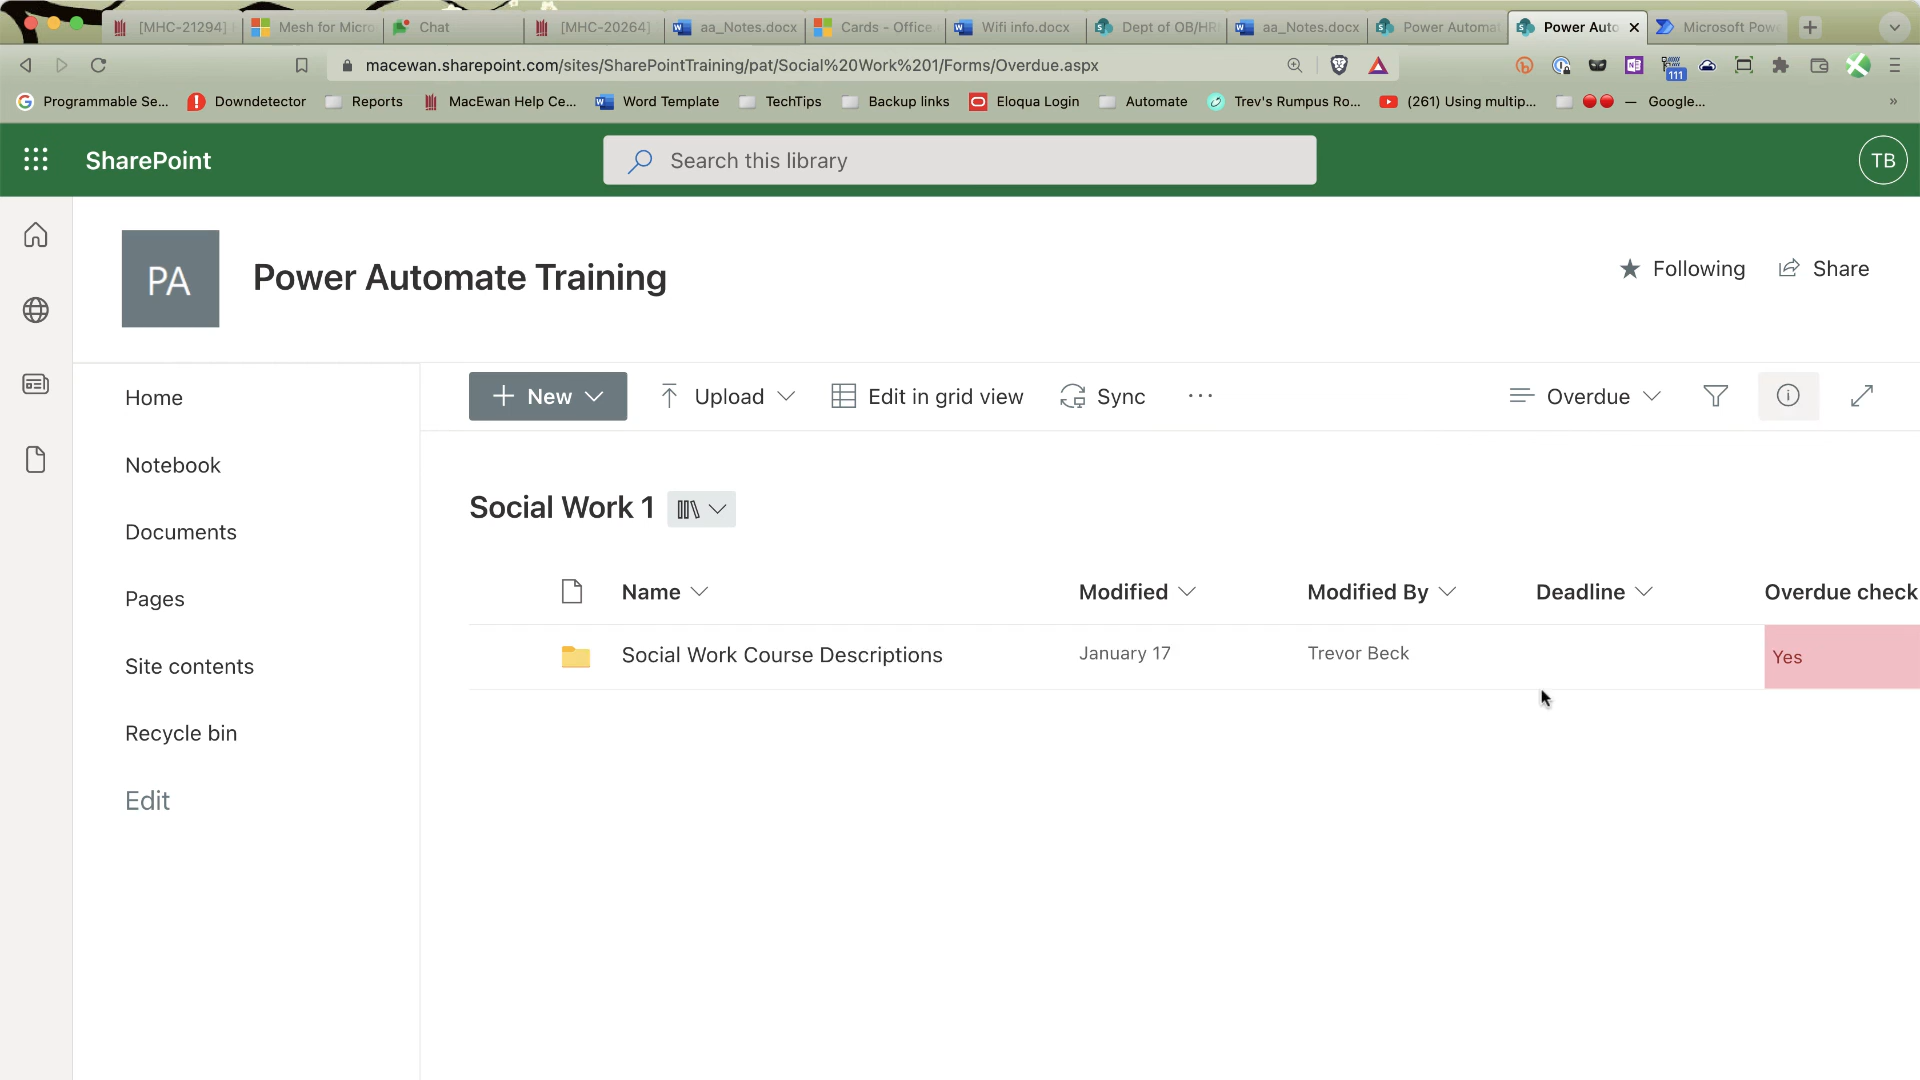 [MHC-21294]
Mesh for Micro
Chat
[MHC-20264]
aa_Notes.docx
Cards - Office
Wifi info.docx
Dept of OB/HR
aa_Notes.docx
Power Automat
Power Auto
Microsoft Pow
macewan.sharepoint.com/sites/SharePointTraining/pat/Social%20Work%201/Forms/Overdue.aspx
111
Programmable Se...
Downdetector
Reports
MacEwan Help Ce...
Word Template
TechTips
Backup links
Eloqua Login
Automate
Trev's Rumpus Ro...
(261) Using multip...
— Google...
»
SharePoint
Search this library
TB
PA
Power Automate Training
Following
Share
Home
Notebook
Documents
Pages
Site contents
Recycle bin
Edit
New
Upload
Edit in grid view
Sync
...
Overdue
Social Work 1
Name
Modified
Modified By
Deadline
Overdue check
Social Work Course Descriptions
January 17
Trevor Beck
Yes